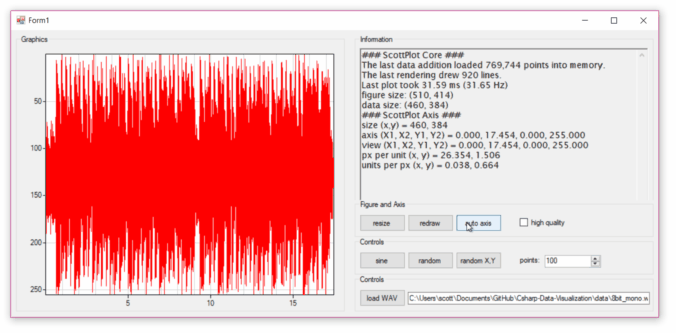 Form1
Graphics
50
100
150
200
250
5
10
15
Information
### ScottPlot Core ###
The last data addition loaded 769,744 points into memory.
The last rendering drew 920 lines.
Last plot took 31.59 ms (31.65 Hz)
figure size: (510, 414)
data size: (460, 384)
### ScottPlot Axis ###
size (x,y) = 460, 384
axis (X1, X2, Y1, Y2) = 0.000, 17.454, 0.000, 255.000
view (X1, X2, Y1, Y2) = 0.000, 17.454, 0.000, 255.000
px per unit (x, y) = 26.354, 1.506
units per px (x, y) = 0.038, 0.664
Figure and Axis
resize redraw auto axis high quality
Controls
sine random random X,Y points: 100
Controls
load WAV C:\Users\scott\Documents\GitHub\Csharp-Data-Visualization\data\8bit_mono.w